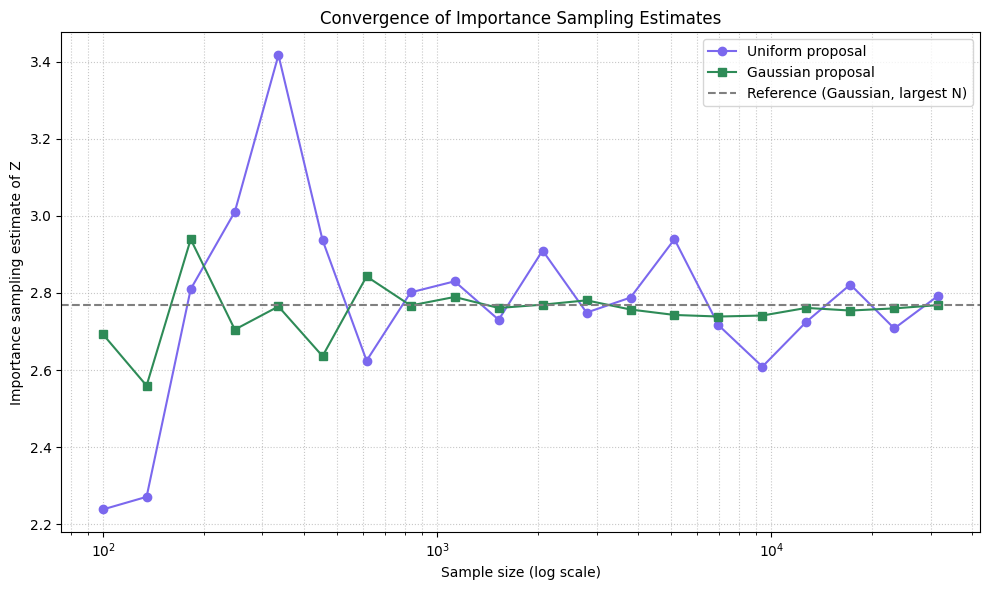 Convergence of Importance Sampling Estimates
Uniform proposal
Gaussian proposal
Reference (Gaussian, largest N)
Importance sampling estimate of Z
3.4
3.2
3.0
2.8
2.6
2.4
2.2
10²
10³
10⁴
Sample size (log scale)